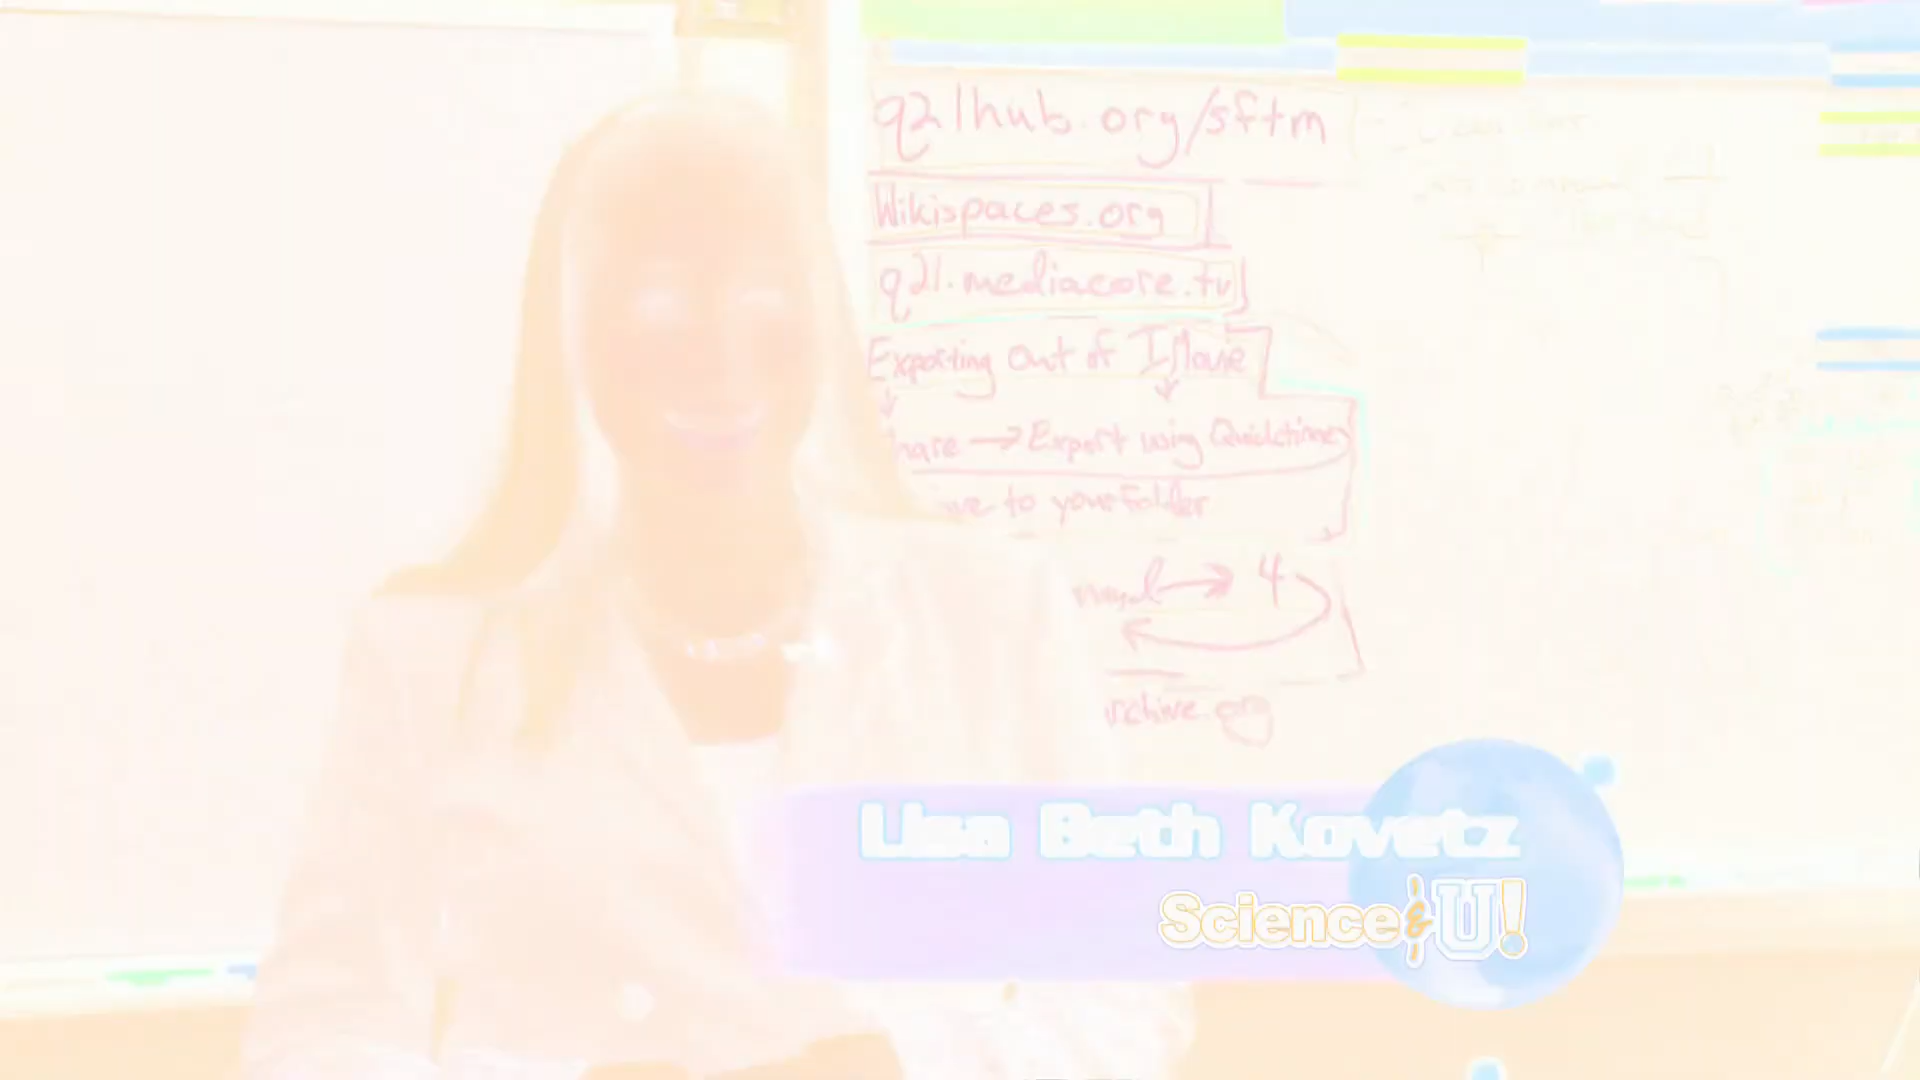 q21hub.org/sftm
Wikispaces.org
q21.mediacore.tv
Exporting Out of IMovie
→ Export using Quicktime
to your Folder
→ 4
.org
Lisa Beth Kovetz
Science & U!